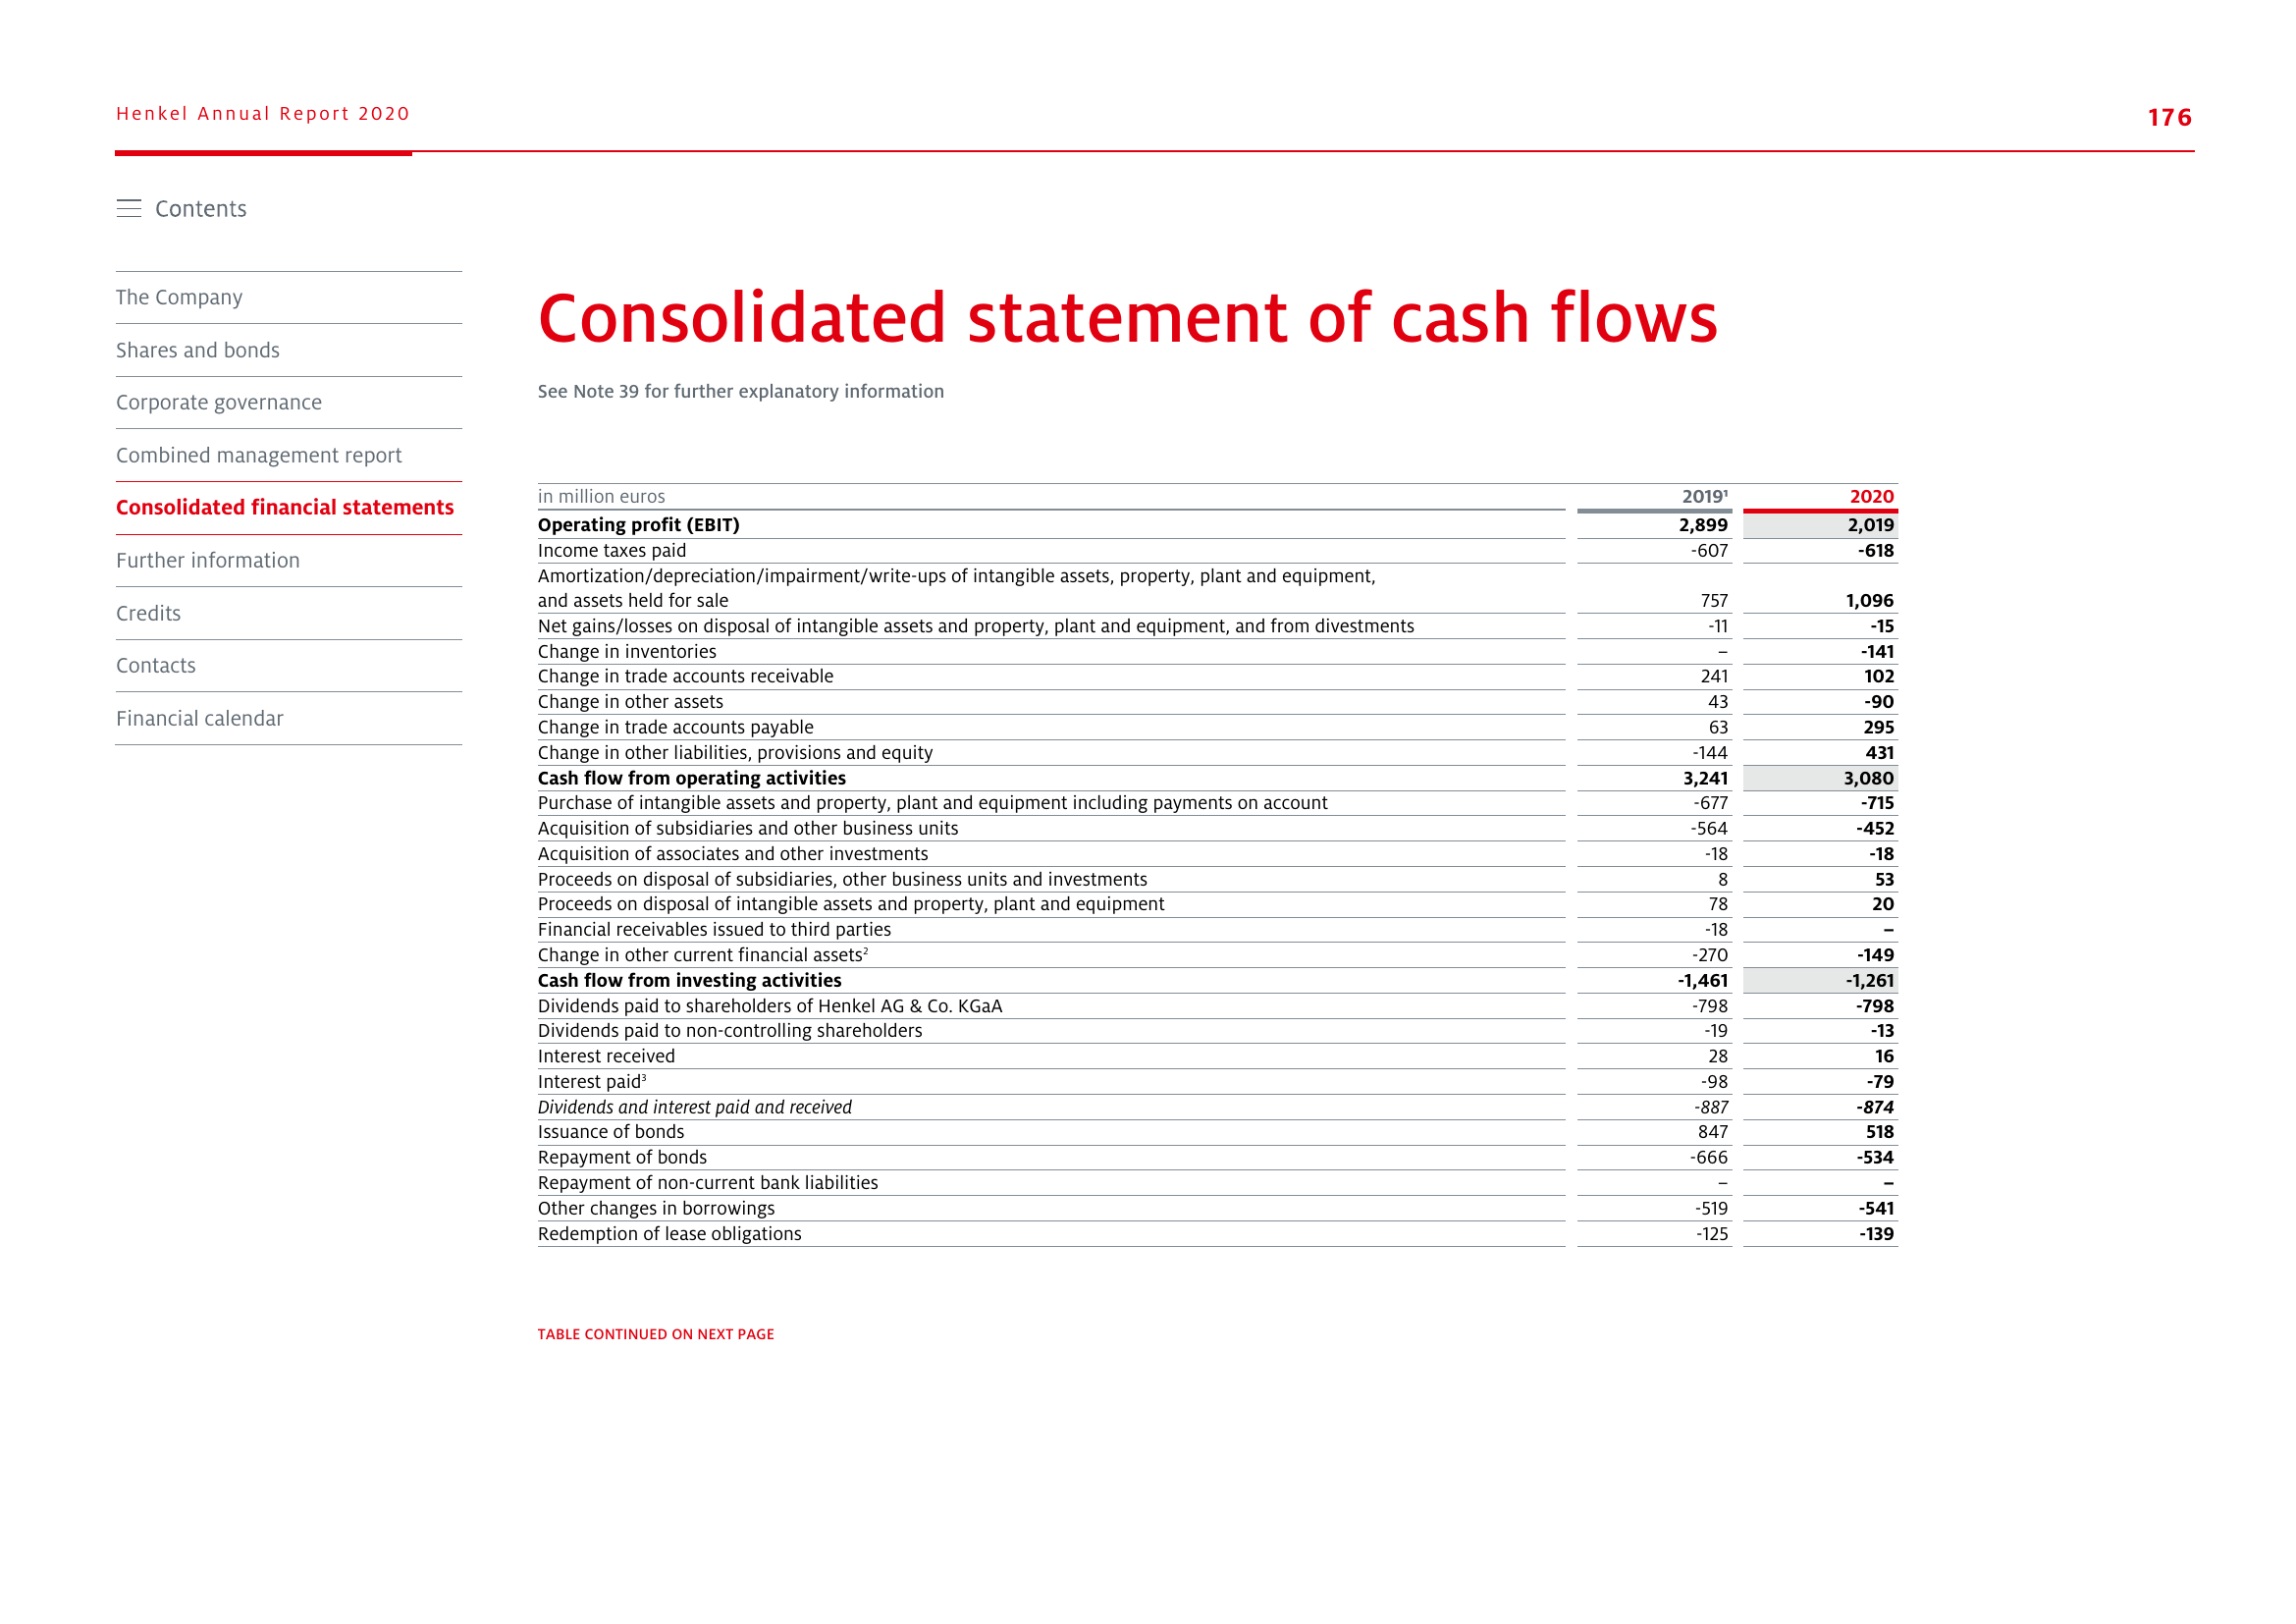 Henkel Annual Report 2020
176
Contents
The Company
Shares and bonds
Corporate governance
Combined management report
Consolidated financial statements
Further information
Credits
Contacts
Financial calendar
Consolidated statement of cash flows
See Note 39 for further explanatory information
in million euros 2019¹ 2020
Operating profit (EBIT) 2,899 2,019
Income taxes paid -607 -618
Amortization/depreciation/impairment/write-ups of intangible assets, property, plant and equipment,
and assets held for sale 757 1,096
Net gains/losses on disposal of intangible assets and property, plant and equipment, and from divestments -11 -15
Change in inventories – -141
Change in trade accounts receivable 241 102
Change in other assets 43 -90
Change in trade accounts payable 63 295
Change in other liabilities, provisions and equity -144 431
Cash flow from operating activities 3,241 3,080
Purchase of intangible assets and property, plant and equipment including payments on account -677 -715
Acquisition of subsidiaries and other business units -564 -452
Acquisition of associates and other investments -18 -18
Proceeds on disposal of subsidiaries, other business units and investments 8 53
Proceeds on disposal of intangible assets and property, plant and equipment 78 20
Financial receivables issued to third parties -18 –
Change in other current financial assets² -270 -149
Cash flow from investing activities -1,461 -1,261
Dividends paid to shareholders of Henkel AG & Co. KGaA -798 -798
Dividends paid to non-controlling shareholders -19 -13
Interest received 28 16
Interest paid³ -98 -79
Dividends and interest paid and received -887 -874
Issuance of bonds 847 518
Repayment of bonds -666 -534
Repayment of non-current bank liabilities – –
Other changes in borrowings -519 -541
Redemption of lease obligations -125 -139
TABLE CONTINUED ON NEXT PAGE